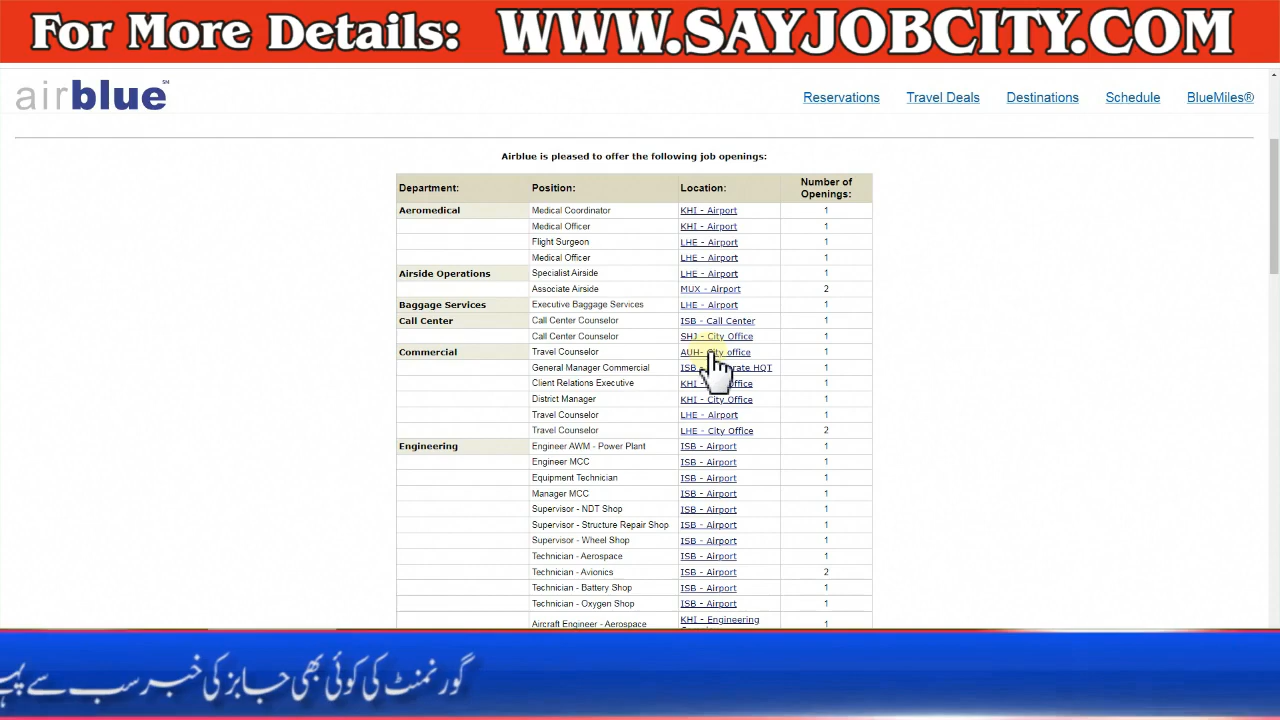 For More Details: WWW.SAYJOBCITY.COM
airblue℠
Reservations Travel Deals Destinations Schedule BlueMiles®
Airblue is pleased to offer the following job openings:
Department: Position: Location: Number of Openings:
Aeromedical Medical Coordinator KHI - Airport 1
Medical Officer KHI - Airport 1
Flight Surgeon LHE - Airport 1
Medical Officer LHE - Airport 1
Airside Operations Specialist Airside LHE - Airport 1
Associate Airside MUX - Airport 2
Baggage Services Executive Baggage Services LHE - Airport 1
Call Center Call Center Counselor ISB - Call Center 1
Call Center Counselor SHJ - City Office 1
Commercial Travel Counselor AUH- City office 1
General Manager Commercial ISB - HQT 1
Client Relations Executive KHI - Office 1
District Manager KHI - City Office 1
Travel Counselor LHE - Airport 1
Travel Counselor LHE - City Office 2
Engineering Engineer AWM - Power Plant ISB - Airport 1
Engineer MCC ISB - Airport 1
Equipment Technician ISB - Airport 1
Manager MCC ISB - Airport 1
Supervisor - NDT Shop ISB - Airport 1
Supervisor - Structure Repair Shop ISB - Airport 1
Supervisor - Wheel Shop ISB - Airport 1
Technician - Aerospace ISB - Airport 1
Technician - Avionics ISB - Airport 2
Technician - Battery Shop ISB - Airport 1
Technician - Oxygen Shop ISB - Airport 1
Aircraft Engineer - Aerospace KHI - Engineering 1
گورنمنٹ کی کوئی بھی جابز کی خبر سب سے